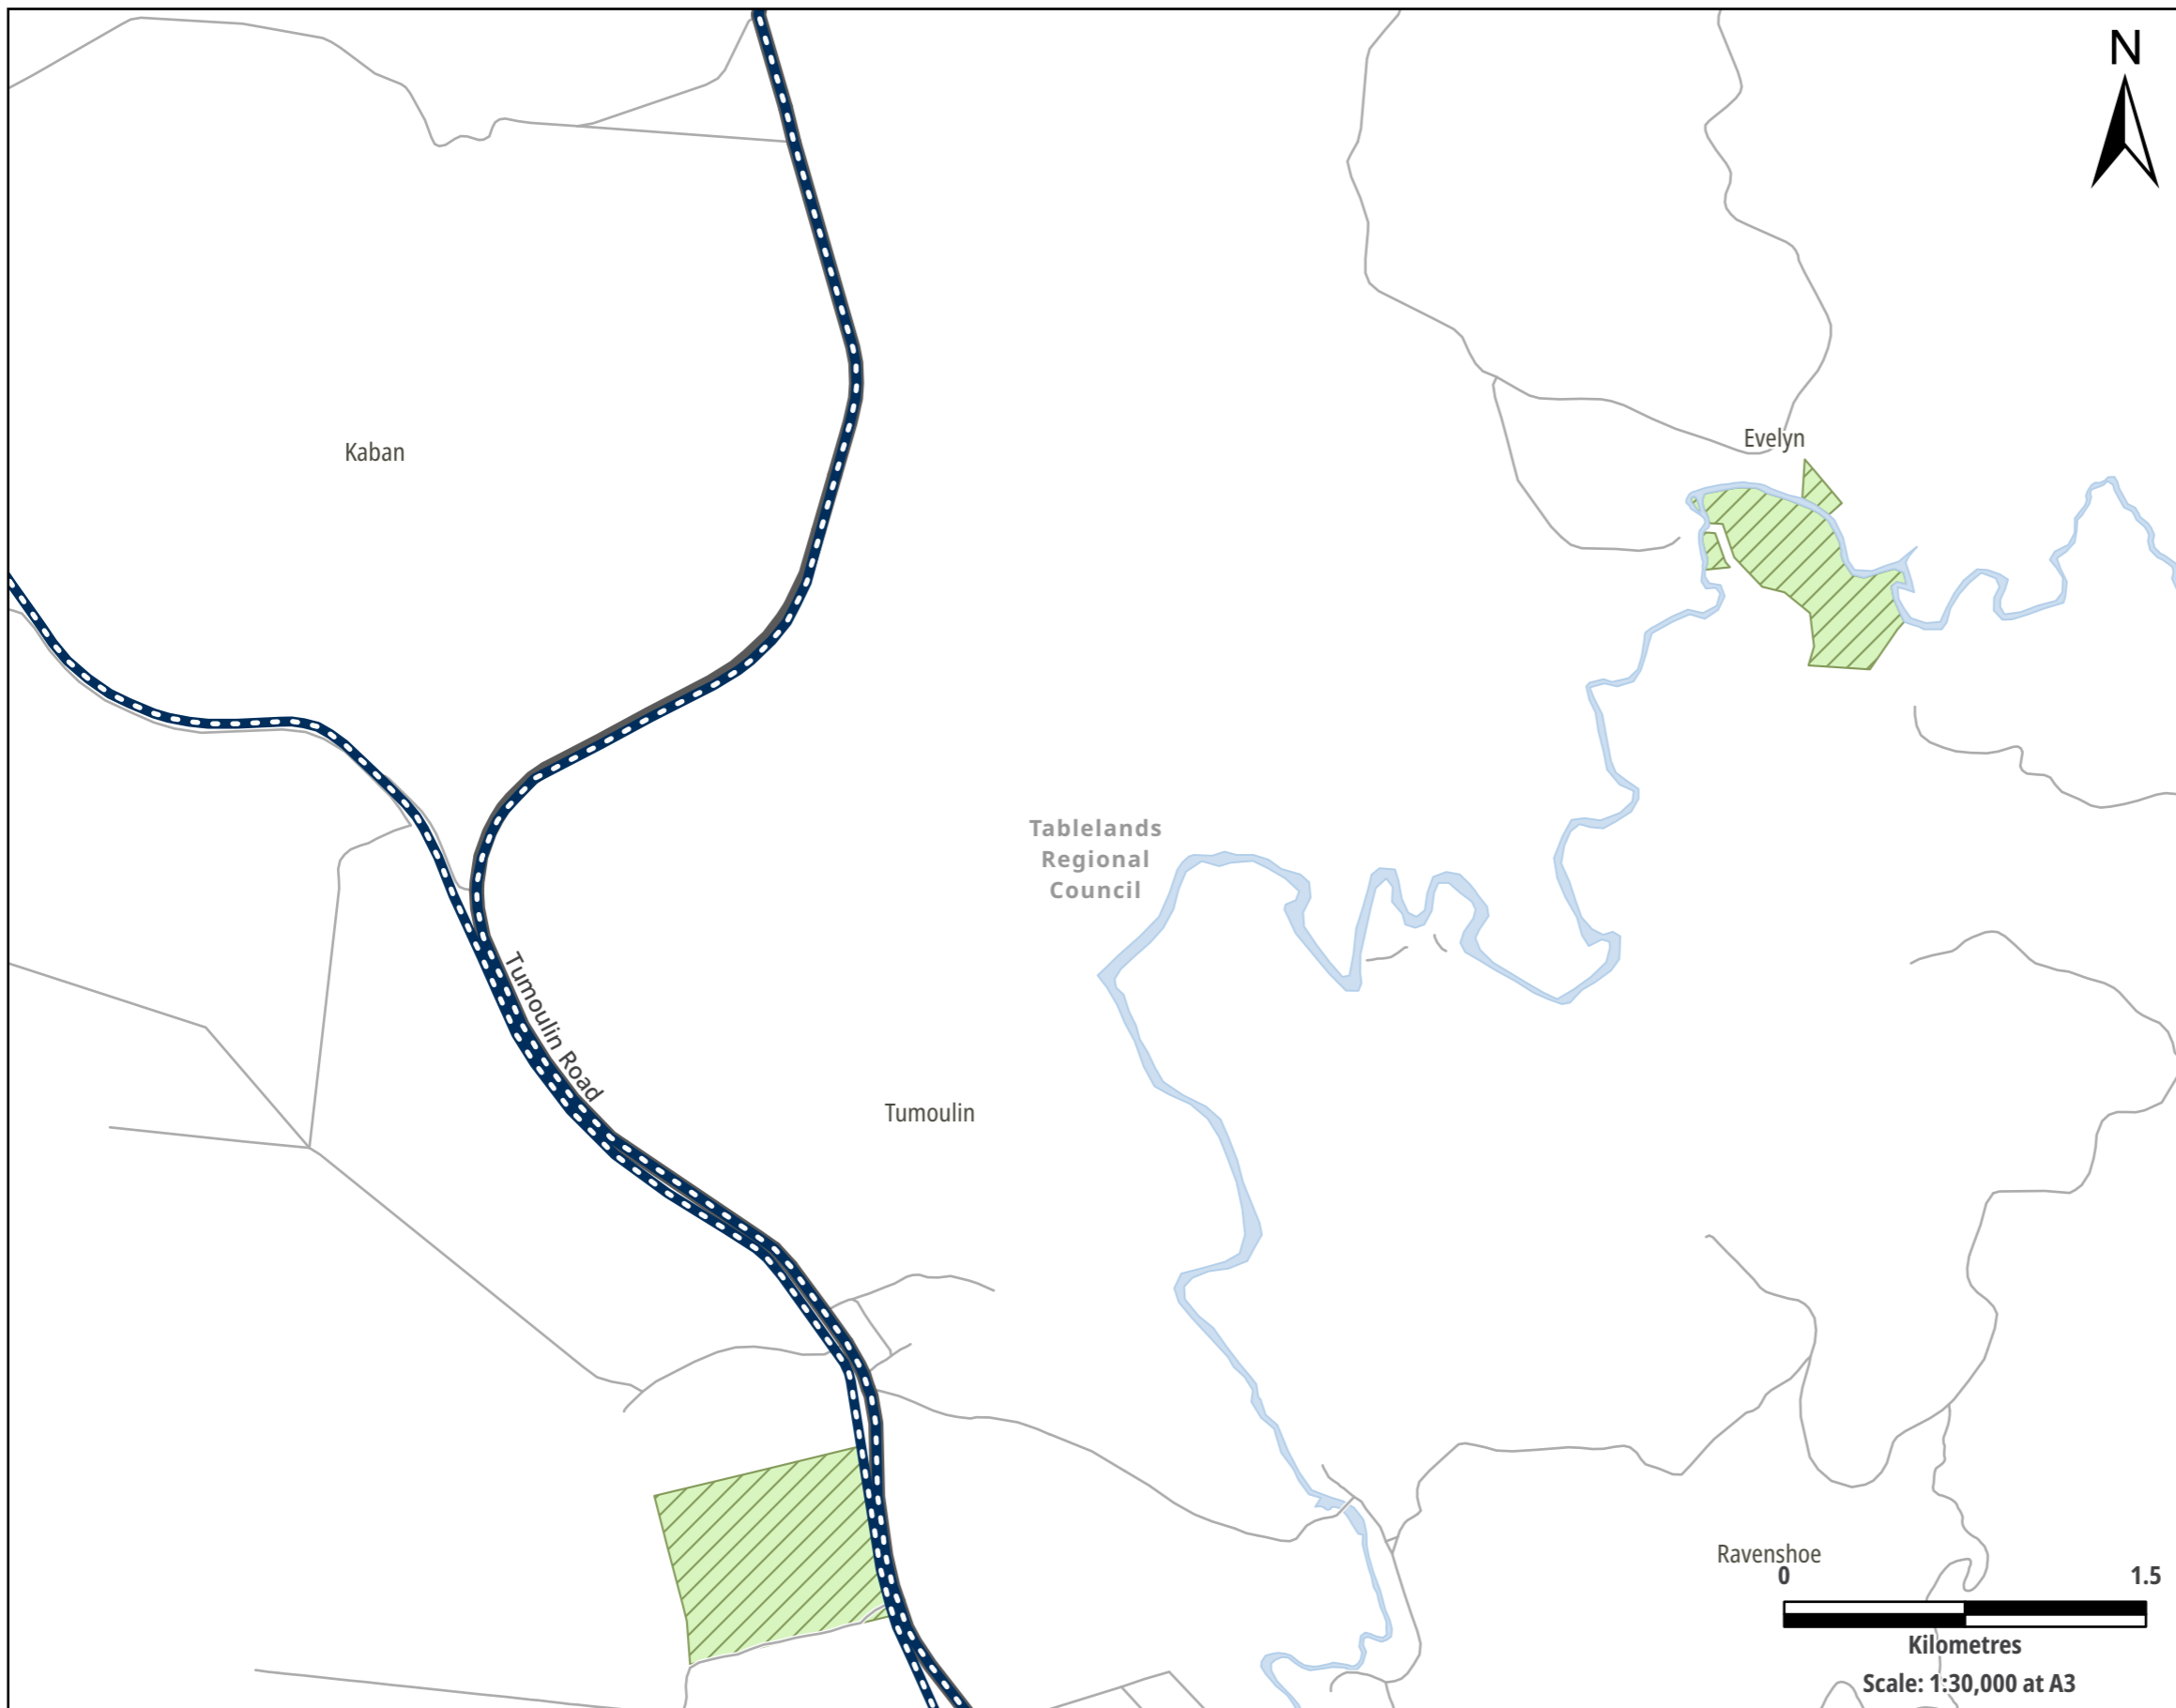 N
Evelyn
Kaban
Tablelands
Regional
Council
Tumoulin Road
Tumoulin
Ravenshoe
0 1.5
Kilometres
Scale: 1:30,000 at A3